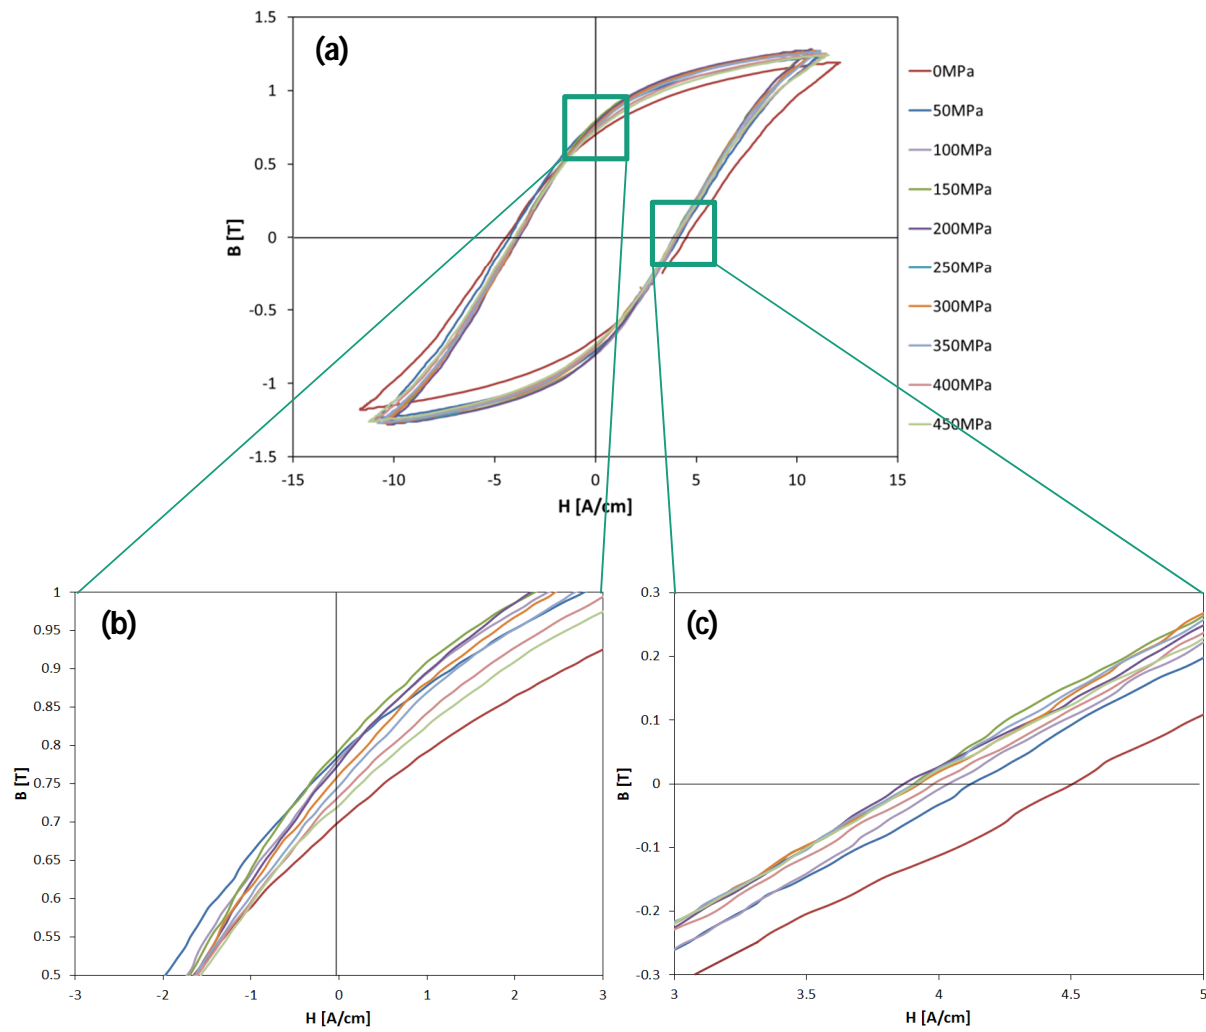 (a)
1.5
1
0.5
0
-0.5
-1
-1.5
B [T]
-15 -10 -5 0 5 10 15
H [A/cm]
0MPa
50MPa
100MPa
150MPa
200MPa
250MPa
300MPa
350MPa
400MPa
450MPa
(b)
1
0.95
0.9
0.85
0.8
0.75
0.7
0.65
0.6
0.55
0.5
B [T]
-3 -2 -1 0 1 2 3
H [A/cm]
(c)
0.3
0.2
0.1
0
-0.1
-0.2
-0.3
B [T]
3 3.5 4 4.5 5
H [A/cm]